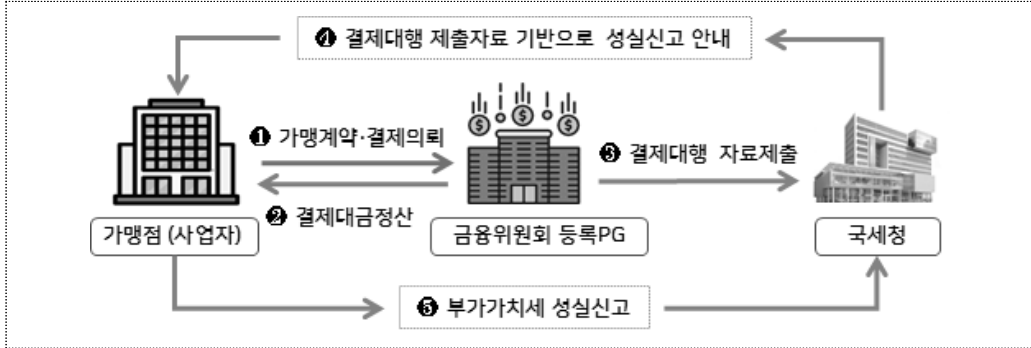 ❹ 결제대행 제출자료 기반으로 성실신고 안내
❶ 가맹계약·결제의뢰
❸ 결제대행 자료제출
❷ 결제대금정산
가맹점 (사업자)
금융위원회 등록PG
국세청
❺ 부가가치세 성실신고